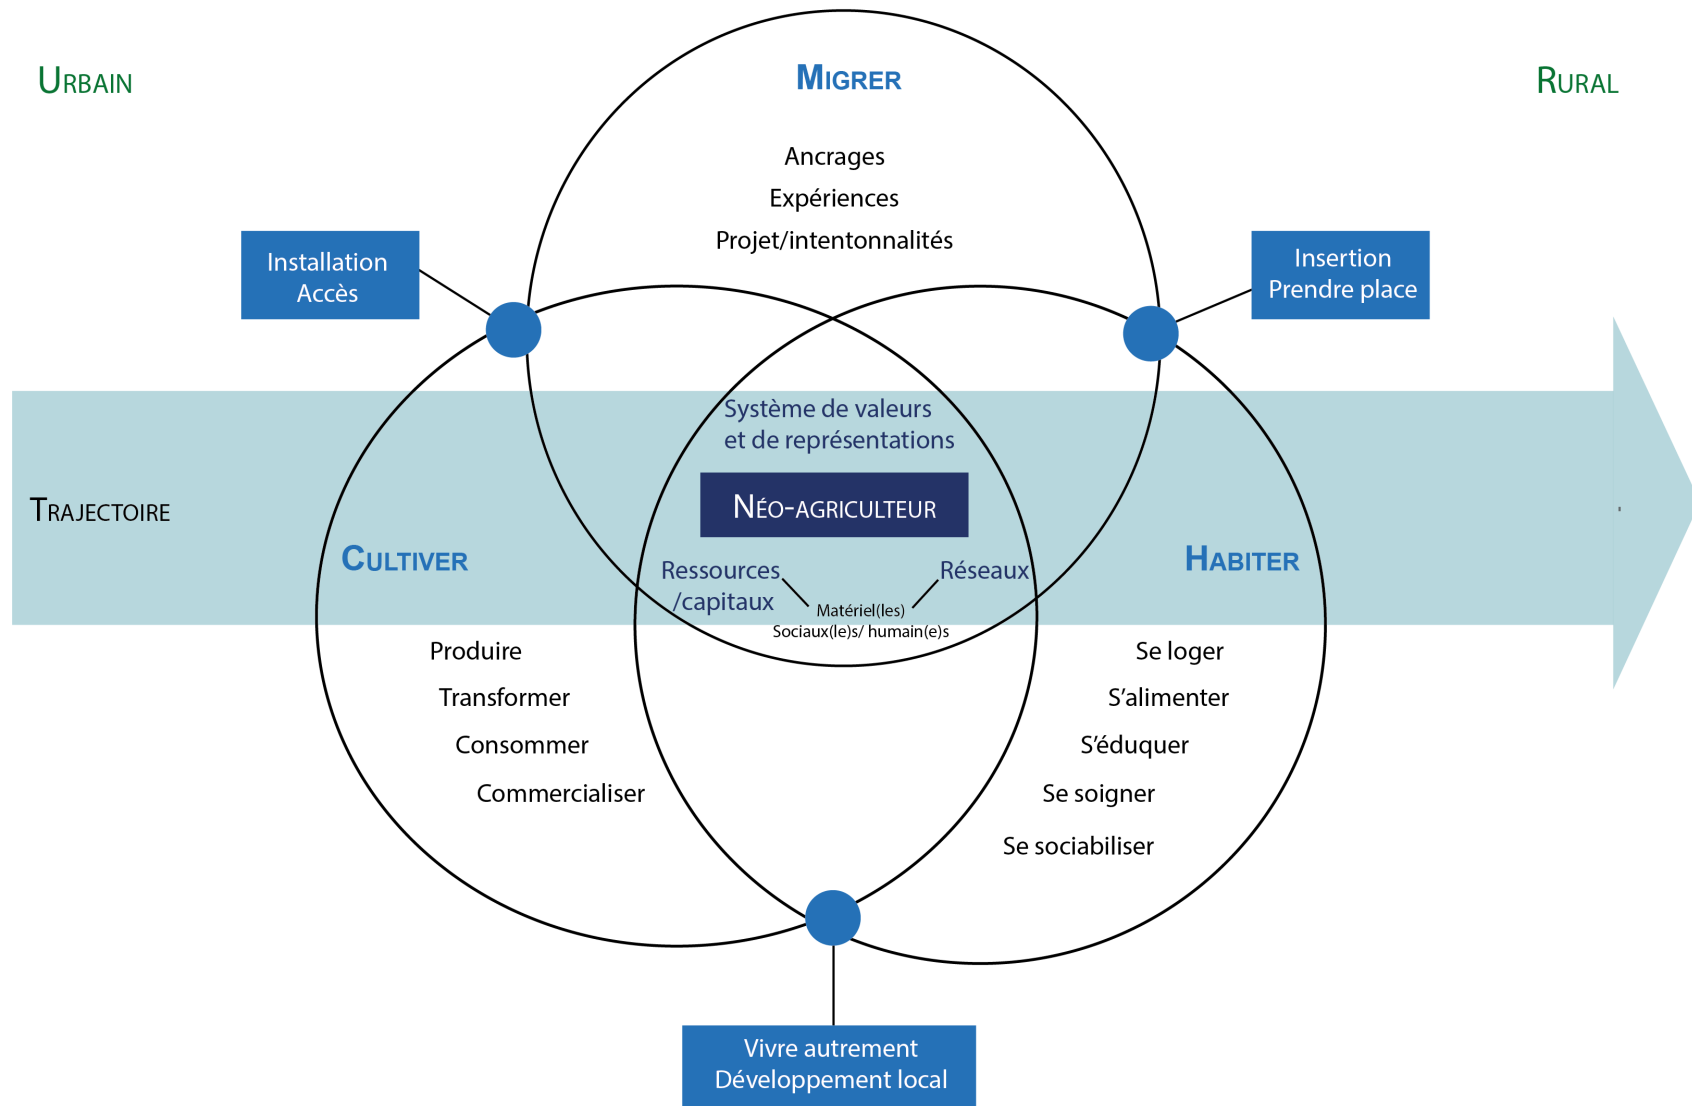 URBAIN
MIGRER
RURAL
Ancrages
Expériences
Projet/intentonnalités
Installation
Accès
Insertion
Prendre place
Système de valeurs
et de représentations
TRAJECTOIRE
NÉO-AGRICULTEUR
CULTIVER
HABITER
Ressources
/capitaux
Réseaux
Matériel(les)
Sociaux(le)s/ humain(e)s
Produire
Transformer
Consommer
Commercialiser
Se loger
S'alimenter
S'éduquer
Se soigner
Se sociabiliser
Vivre autrement
Développement local